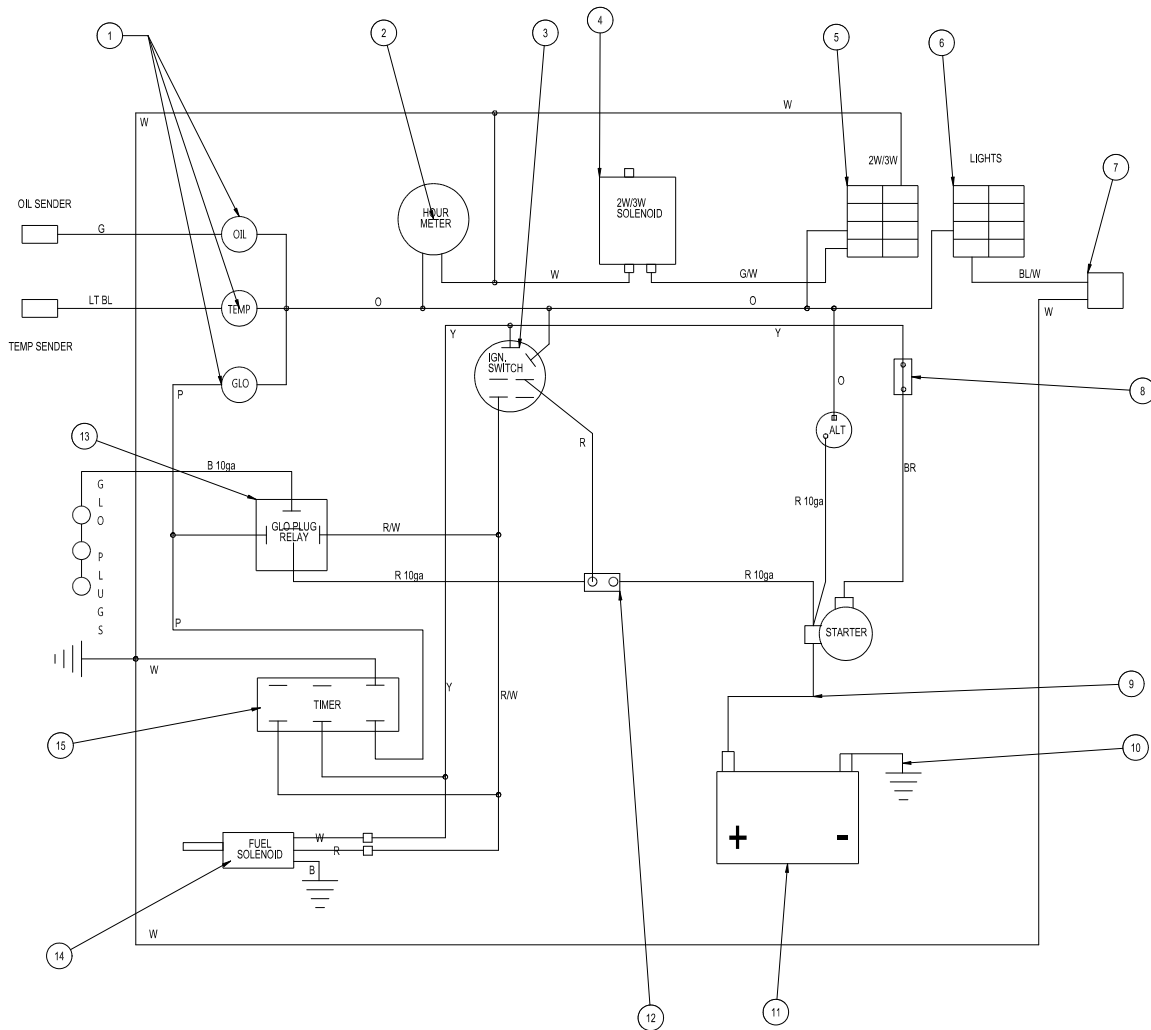 4
3
2
5
6
1
W
W
2W/3W
LIGHTS
7
OIL SENDER
G
OIL
HOUR
METER
2W/3W
SOLENOID
W
G/W
BL/W
LT BL
TEMP
O
O
W
TEMP SENDER
Y
Y
IGN.
SWITCH
P
GLO
O
8
ALT
13
R
B 10ga
BR
GLO PLUGS
R 10ga
GLO PLUG
RELAY
R/W
R 10ga
R 10ga
P
STARTER
W
Y
R/W
9
TIMER
15
10
+
-
FUEL
SOLENOID
W
R
B
W
14
11
12